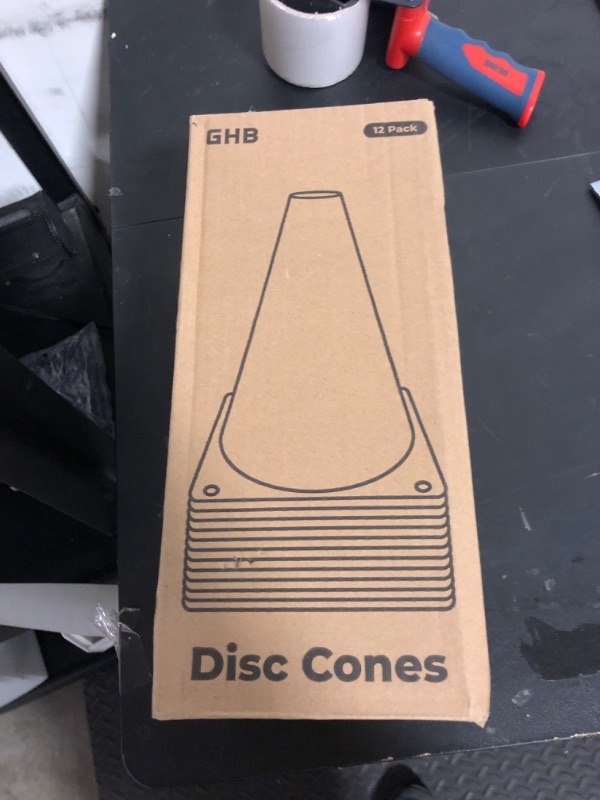 GHB
12 Pack
Disc Cones